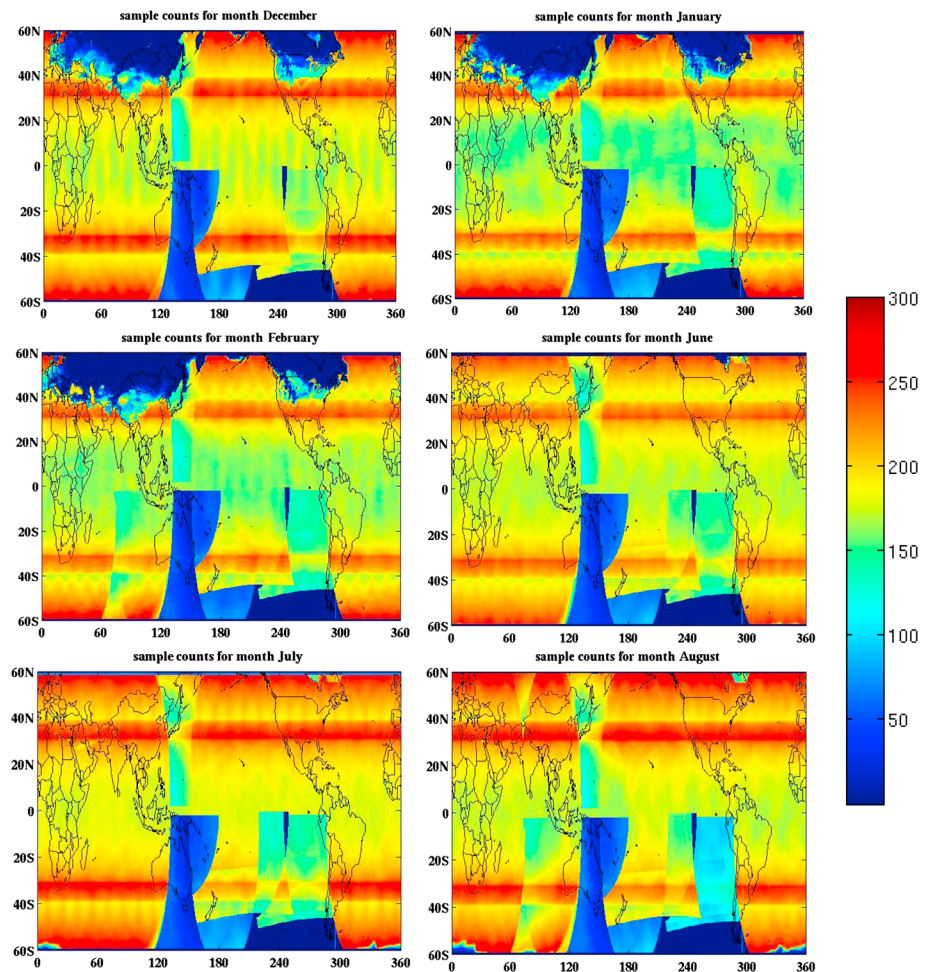 sample counts for month December
60N
40N
20N
0
20S
40S
60S
0 60 120 180 240 300 360
sample counts for month January
60N
40N
20N
0
20S
40S
60S
0 60 120 180 240 300 360
sample counts for month February
60N
40N
20N
0
20S
40S
60S
0 60 120 180 240 300 360
sample counts for month June
60N
40N
20N
0
20S
40S
60S
0 60 120 180 240 300 360
sample counts for month July
60N
40N
20N
0
20S
40S
60S
0 60 120 180 240 300 360
sample counts for month August
60N
40N
20N
0
20S
40S
60S
0 60 120 180 240 300 360
300
250
200
150
100
50